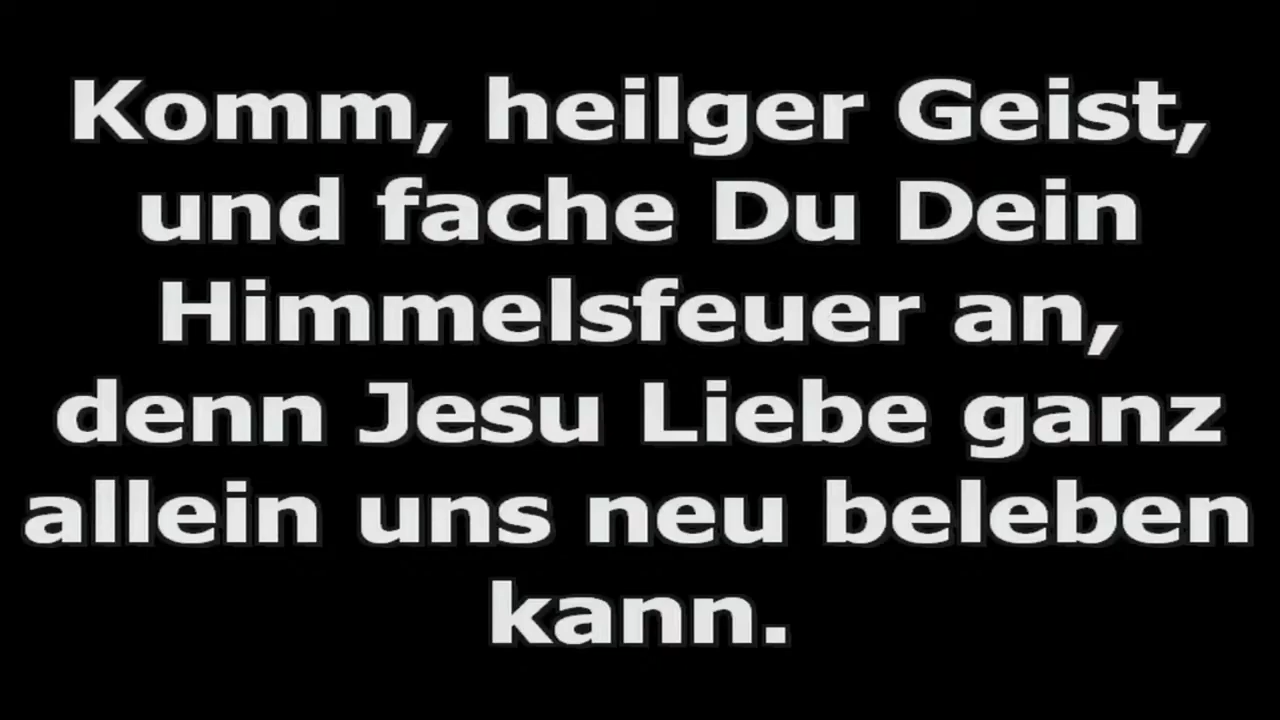 Komm, heilger Geist,
und fache Du Dein
Himmelsfeuer an,
denn Jesu Liebe ganz
allein uns neu beleben
kann.